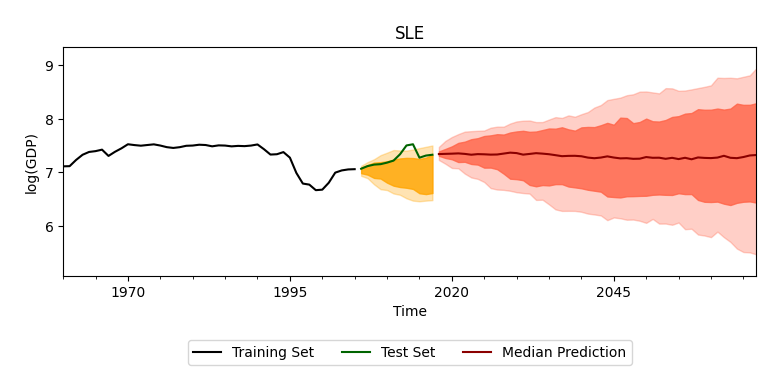 SLE
9
8
7
6
log(GDP)
1970 1995 2020 2045
Time
Training Set Test Set Median Prediction